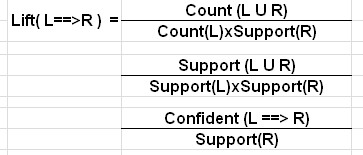 Lift( L==>R ) = Count (L U R)
Count(L)xSupport(R)
Support (L U R)
Support(L)xSupport(R)
Confident (L ==> R)
Support(R)